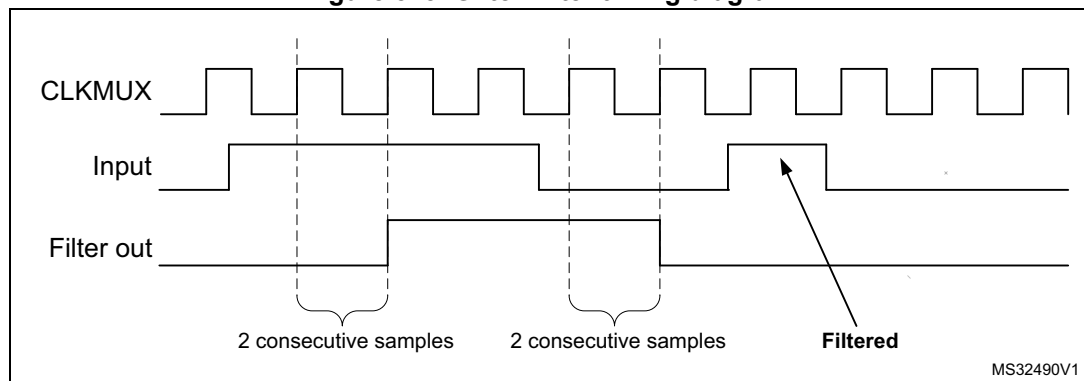 CLKMUX
Input
Filter out
2 consecutive samples
2 consecutive samples
Filtered
MS32490V1